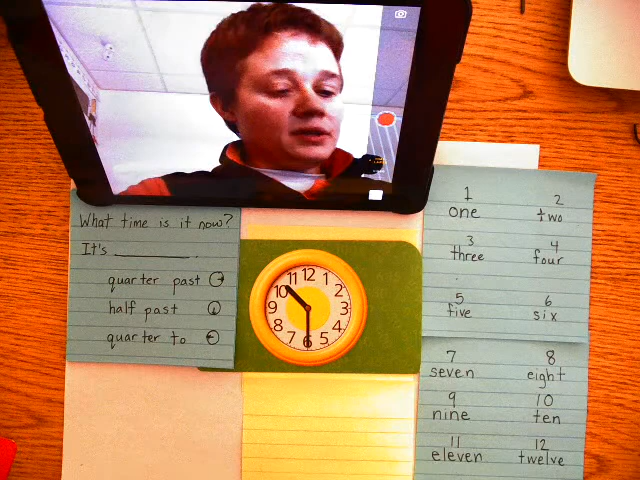 What time is it now?
It's ________.
quarter past
half past
quarter to
11 12 1
10 2
9 3
8 4
7 6 5
1 2
one two
3 4
three four
5 6
five six
7 8
seven eight
9 10
nine ten
11 12
eleven twelve